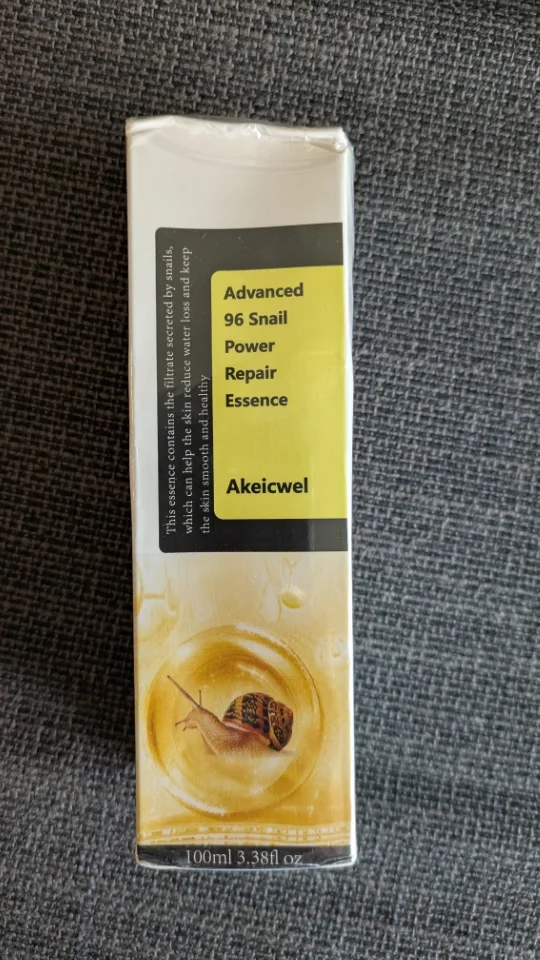 Advanced
96 Snail
Power
Repair
Essence
Akeicwel
This essence contains the filtrate secreted by snails,
which can help the skin reduce water loss and keep
the skin smooth and healthy
100ml 3.38fl oz